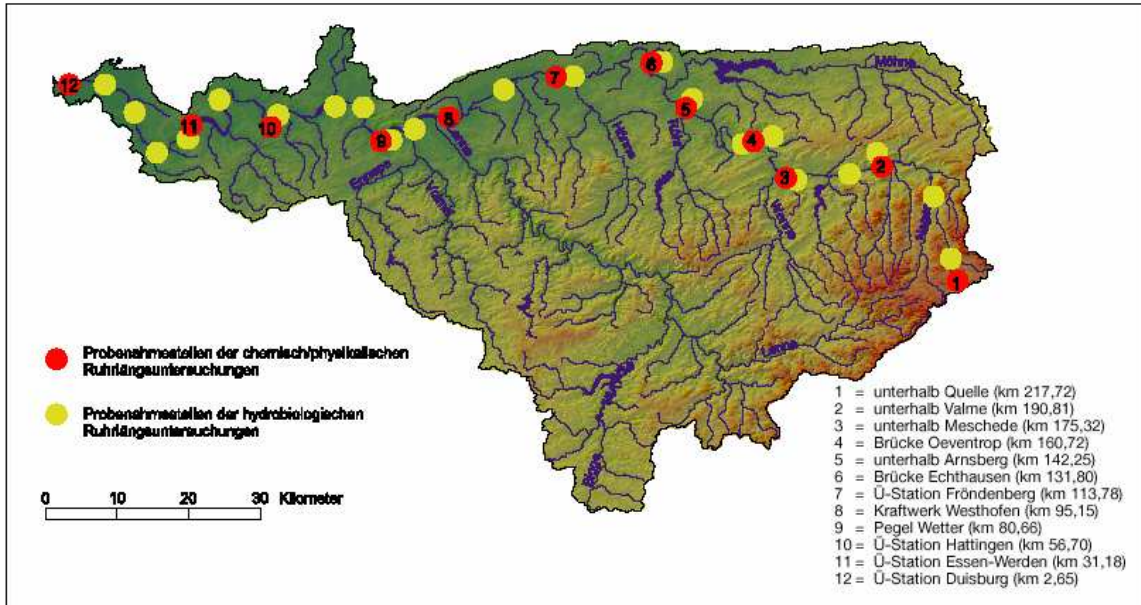 12
11
10
9
8
7
6
5
4
3
2
1
Möhne
Hönne
Röhr
Wenne
Ennepe
Volme
Lenne
Lenne
Bigge
Probenahmestellen der chemisch/physikalischen
Ruhrlängsuntersuchungen
Probenahmestellen der hydrobiologischen
Ruhrlängsuntersuchungen
0 10 20 30 Kilometer
1 = unterhalb Quelle (km 217,72)
2 = unterhalb Valme (km 190,81)
3 = unterhalb Meschede (km 175,32)
4 = Brücke Oeventrop (km 160,72)
5 = unterhalb Arnsberg (km 142,25)
6 = Brücke Echthausen (km 131,80)
7 = Ü-Station Fröndenberg (km 113,78)
8 = Kraftwerk Westhofen (km 95,15)
9 = Pegel Wetter (km 80,66)
10 = Ü-Station Hattingen (km 56,70)
11 = Ü-Station Essen-Werden (km 31,18)
12 = Ü-Station Duisburg (km 2,65)